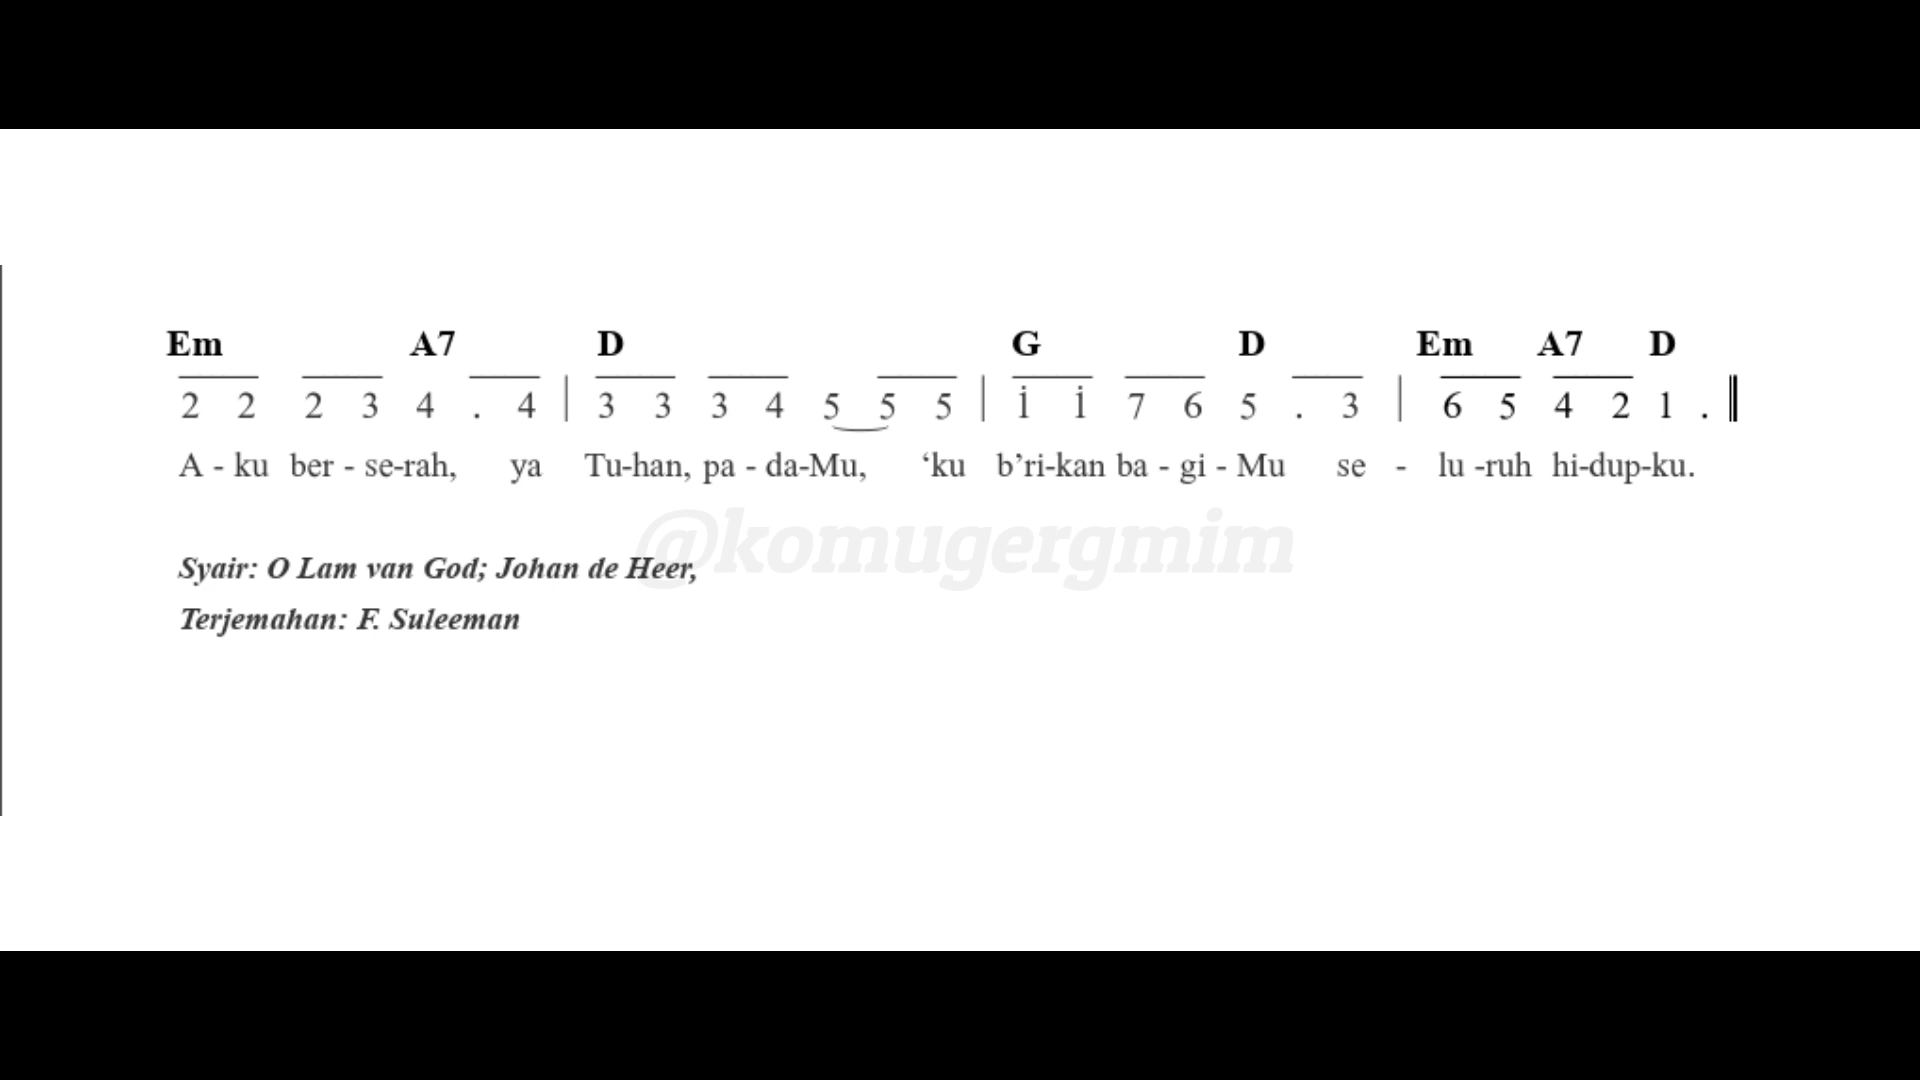 Em A7 D G D Em A7 D
2 2 2 3 4 . 4 | 3 3 3 4 5 5 5 | i i 7 6 5 . 3 | 6 5 4 2 1 . ||
A - ku ber - se-rah, ya Tu-han, pa - da-Mu, ‘ku b’ri-kan ba - gi - Mu se - lu -ruh hi-dup-ku.
@komugergmim
Syair: O Lam van God; Johan de Heer,
Terjemahan: F. Suleeman